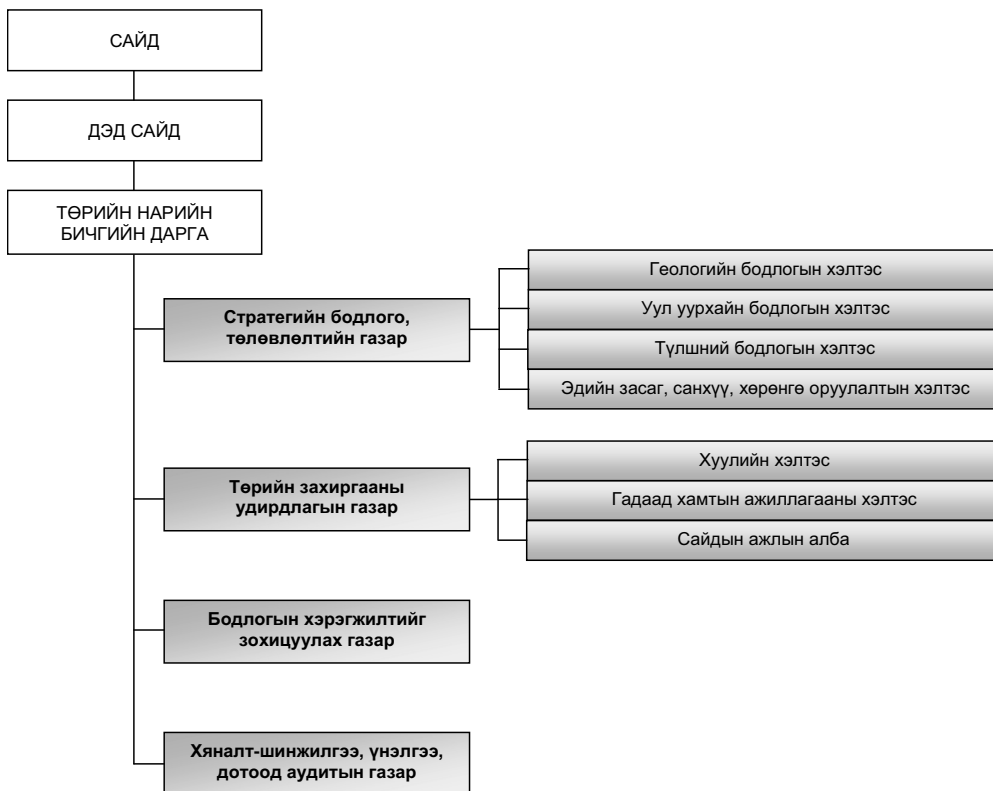 САЙД
ДЭД САЙД
ТӨРИЙН НАРИЙН
БИЧГИЙН ДАРГА
Стратегийн бодлого,
төлөвлөлтийн газар
Геологийн бодлогын хэлтэс
Уул уурхайн бодлогын хэлтэс
Түлшний бодлогын хэлтэс
Эдийн засаг, санхүү, хөрөнгө оруулалтын хэлтэс
Төрийн захиргааны
удирдлагын газар
Хуулийн хэлтэс
Гадаад хамтын ажиллагааны хэлтэс
Сайдын ажлын алба
Бодлогын хэрэгжилтийг
зохицуулах газар
Хяналт-шинжилгээ, үнэлгээ,
дотоод аудитын газар